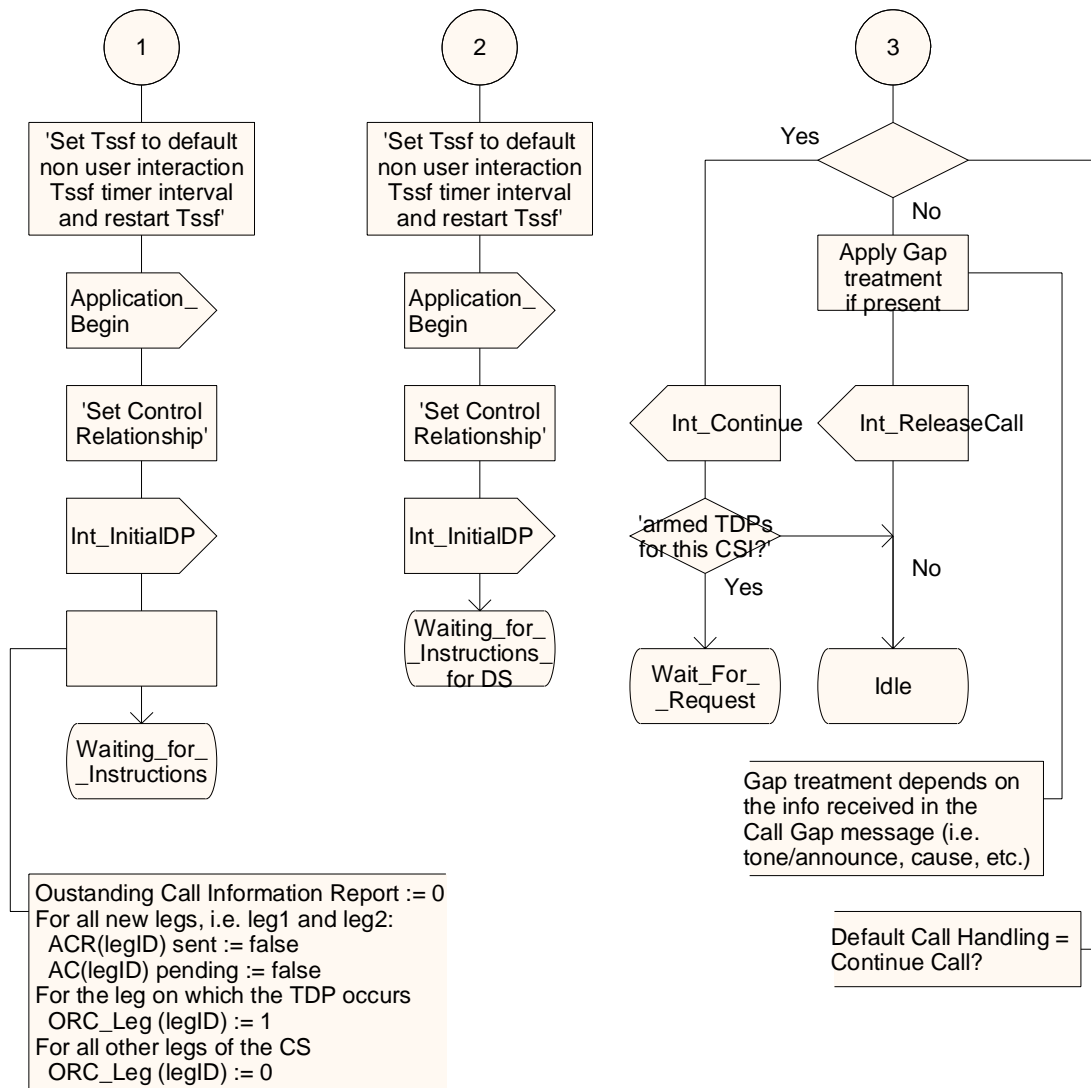 1
'Set Tssf to default
non user interaction
Tssf timer interval
and restart Tssf'
Application_
Begin
'Set Control
Relationship'
Int_InitialDP
Waiting_for_
_Instructions
Oustanding Call Information Report := 0
For all new legs, i.e. leg1 and leg2:
ACR(legID) sent := false
AC(legID) pending := false
For the leg on which the TDP occurs
ORC_Leg (legID) := 1
For all other legs of the CS
ORC_Leg (legID) := 0
2
'Set Tssf to default
non user interaction
Tssf timer interval
and restart Tssf'
Application_
Begin
'Set Control
Relationship'
Int_InitialDP
Waiting_for_
_Instructions_
for DS
3
Yes
No
Apply Gap
treatment
if present
Int_Continue
Int_ReleaseCall
'armed TDPs
for this CSI?'
Yes
No
Wait_For_
_Request
Idle
Gap treatment depends on
the info received in the
Call Gap message (i.e.
tone/announce, cause, etc.)
Default Call Handling =
Continue Call?